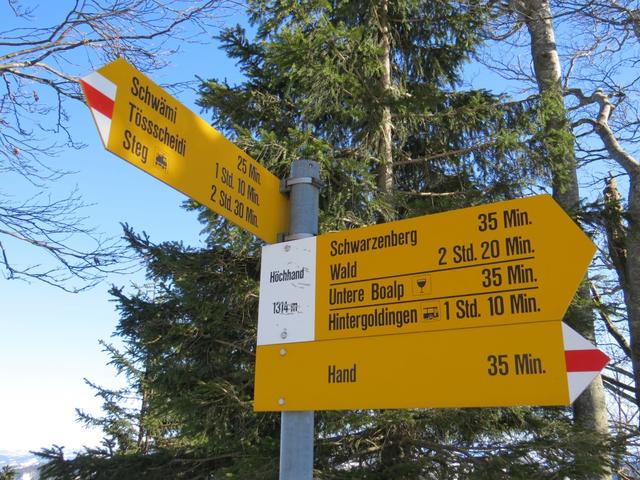 Schwämi 25 Min.
Tössscheidi 1 Std. 10 Min.
Steg 2 Std. 30 Min.
Höchhand
1314 m
Schwarzenberg 35 Min.
Wald 2 Std. 20 Min.
Untere Boalp 35 Min.
Hintergoldingen 1 Std. 10 Min.
Hand 35 Min.